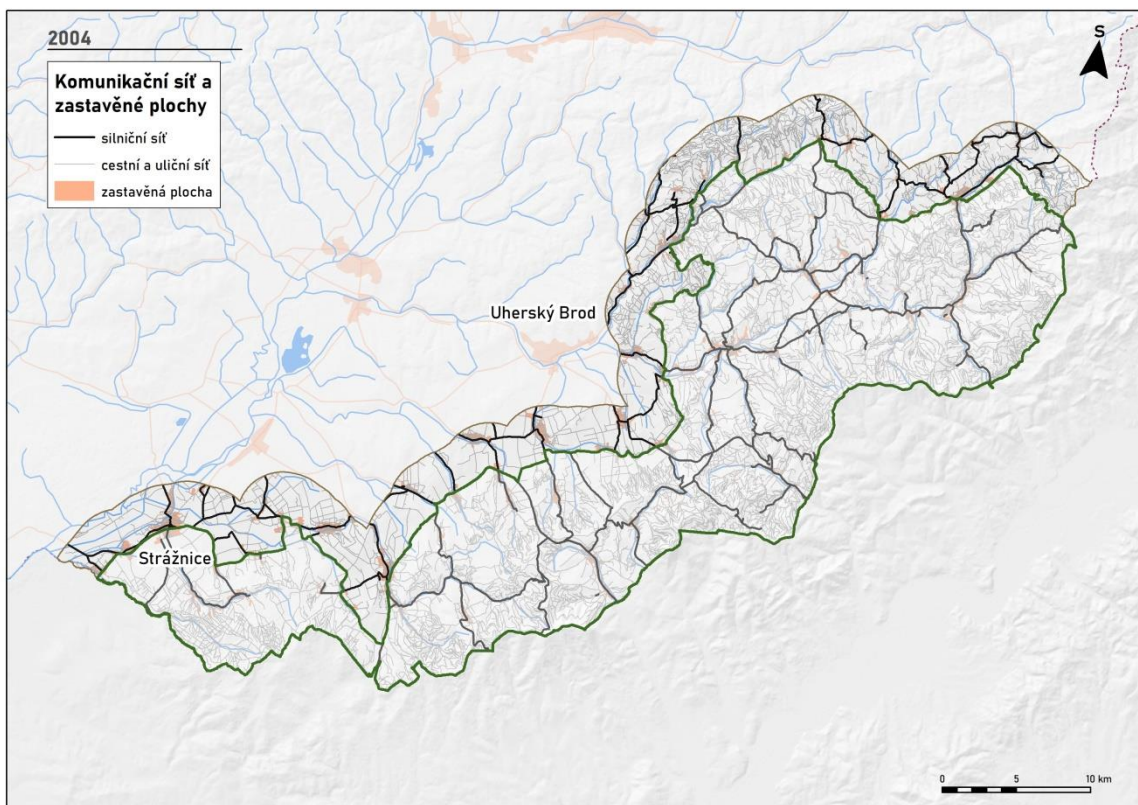 2004
Komunikační síť a
zastavěné plochy
silniční síť
cestní a uliční síť
zastavěná plocha
S
Uherský Brod
Strážnice
0 5 10 km